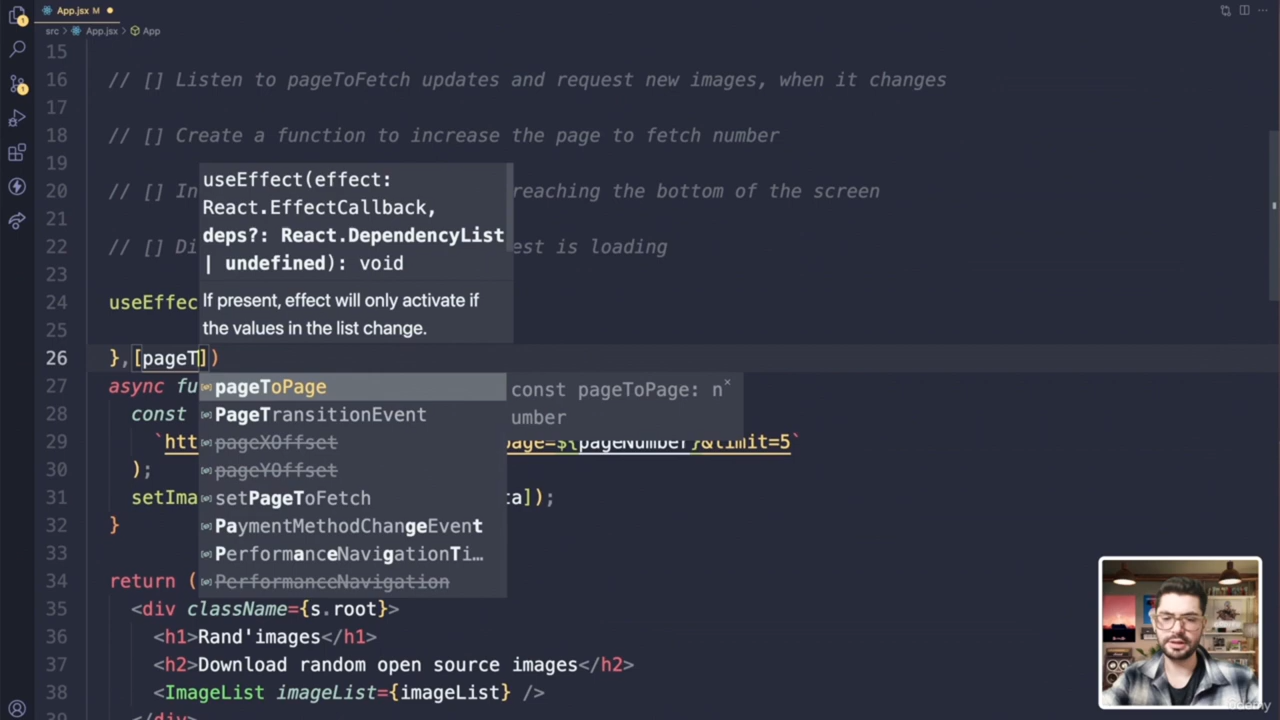 App.jsx M
src > App.jsx > App
15
16 // [] Listen to pageToFetch updates and request new images, when it changes
17
18 // [] Create a function to increase the page to fetch number
19
20 // [] In reaching the bottom of the screen
21
22 // [] Di est is loading
23
24 useEffec
25
26 },[pageT])
27 async fu
28 const
29 `htt page=${pageNumber}&limit=5`
30 );
31 setIma ta]);
32 }
33
34 return (
35 <div className={s.root}>
36 <h1>Rand'images</h1>
37 <h2>Download random open source images</h2>
38 <ImageList imageList={imageList} />
39 </div>
useEffect(effect:
React.EffectCallback,
deps?: React.DependencyList
| undefined): void
If present, effect will only activate if
the values in the list change.
pageToPage
PageTransitionEvent
pageXOffset
pageYOffset
setPageToFetch
PaymentMethodChangeEvent
PerformanceNavigationTi…
PerformanceNavigation
const pageToPage: n
umber
1
1
udemy